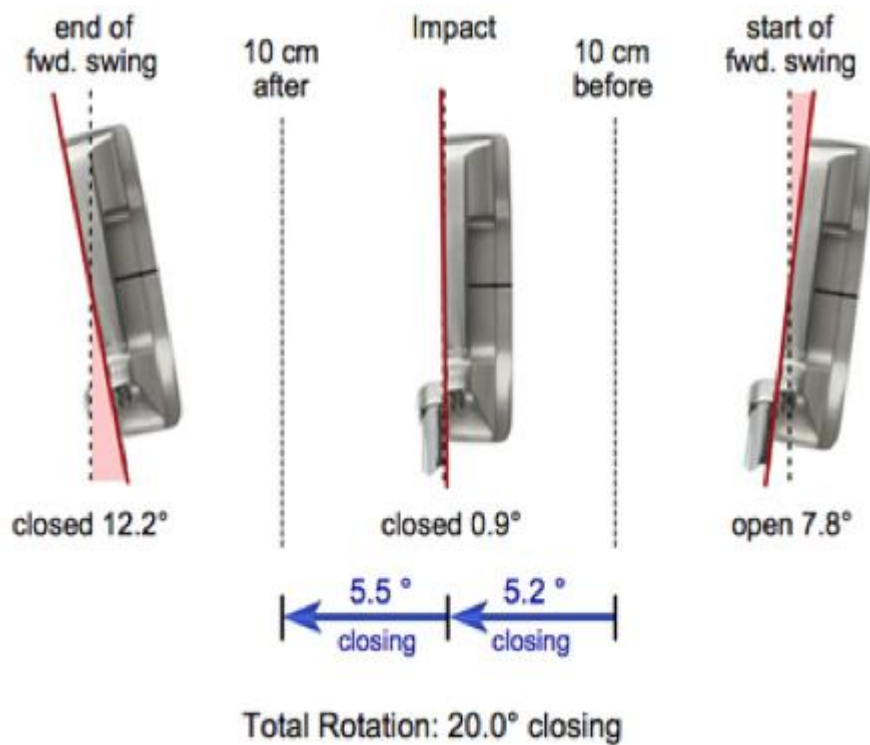 end of
fwd. swing
10 cm
after
Impact
10 cm
before
start of
fwd. swing
closed 12.2°
closed 0.9°
open 7.8°
5.5 °
closing
5.2 °
closing
Total Rotation: 20.0° closing